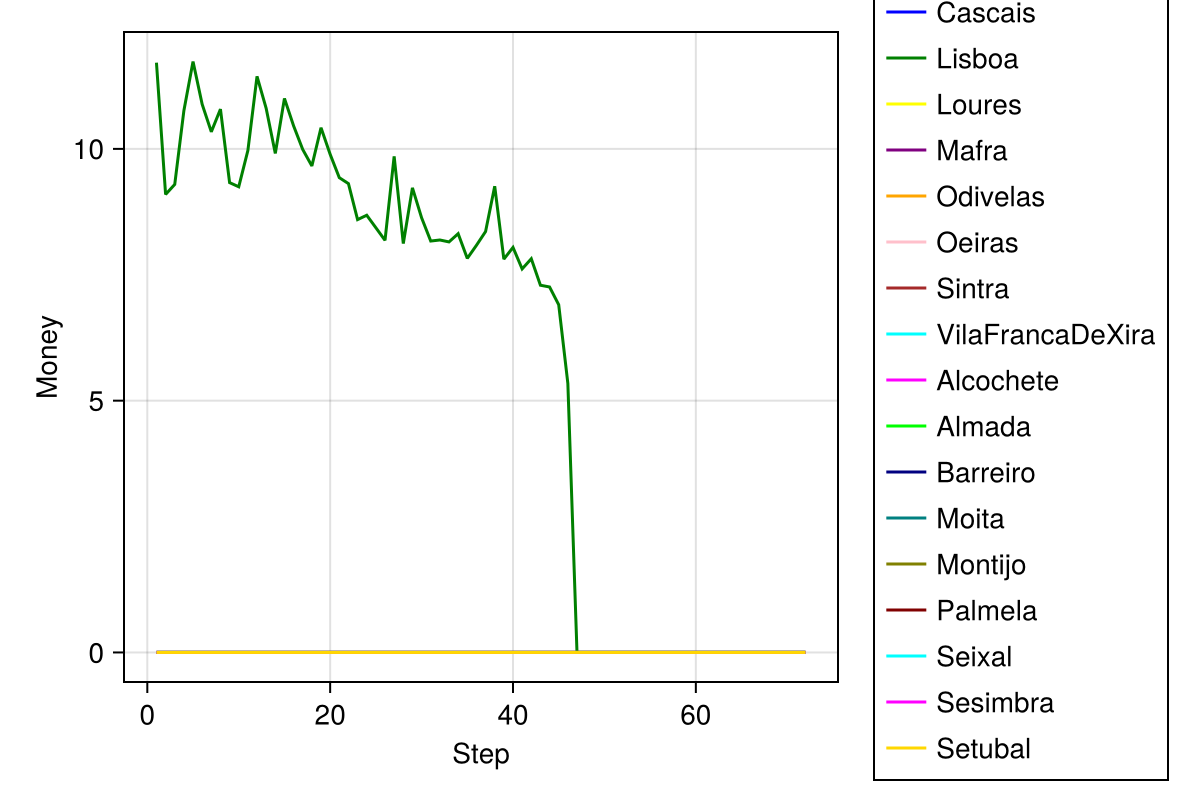 10
5
0
Money
0
20
40
60
Step
Cascais
Lisboa
Loures
Mafra
Odivelas
Oeiras
Sintra
VilaFrancaDeXira
Alcochete
Almada
Barreiro
Moita
Montijo
Palmela
Seixal
Sesimbra
Setubal